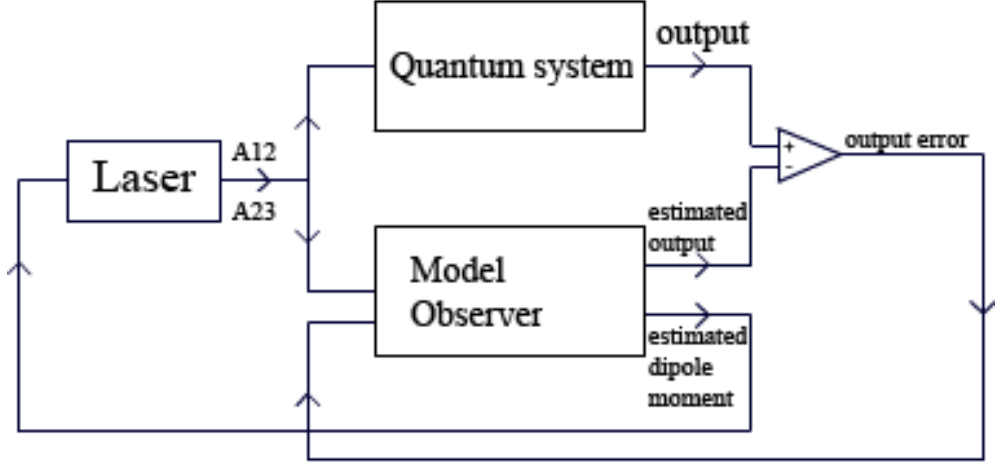 output
Quantum system
output error
+
-
A12
Laser
A23
estimated
output
Model
Observer
estimated
dipole
moment